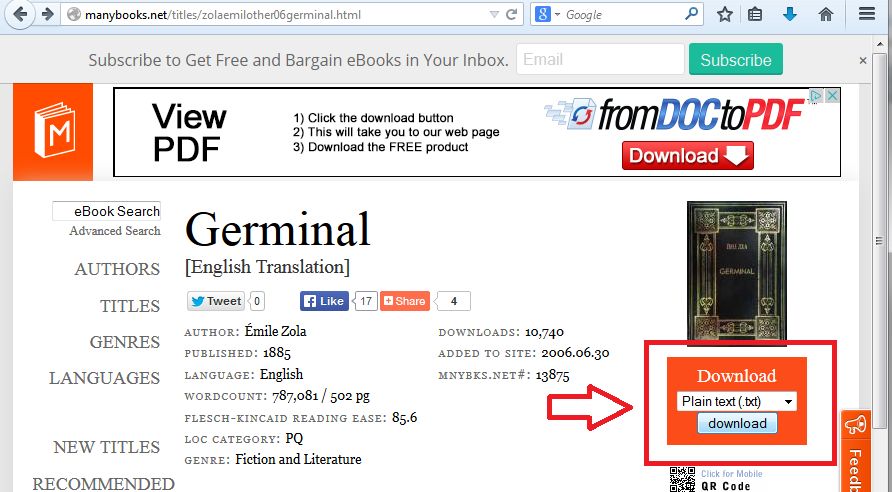 manybooks.net/titles/zolaemilother06germinal.html
Google
Subscribe to Get Free and Bargain eBooks in Your Inbox.
Email
Subscribe
×
M
View
PDF
1) Click the download button
2) This will take you to our web page
3) Download the FREE product
fromDOCtoPDF
Download
eBook Search
Advanced Search
AUTHORS
TITLES
GENRES
LANGUAGES
NEW TITLES
RECOMMENDED
Germinal
[English Translation]
Tweet 0
Like 17
Share 4
AUTHOR: Émile Zola
PUBLISHED: 1885
LANGUAGE: English
WORDCOUNT: 787,081 / 502 pg
FLESCH-KINCAID READING EASE: 85.6
LOC CATEGORY: PQ
GENRE: Fiction and Literature
DOWNLOADS: 10,740
ADDED TO SITE: 2006.06.30
MNYBKS.NET#: 13875
EMILE ZOLA
GERMINAL
Download
Plain text (.txt)
download
Click for Mobile
QR Code
Feedb